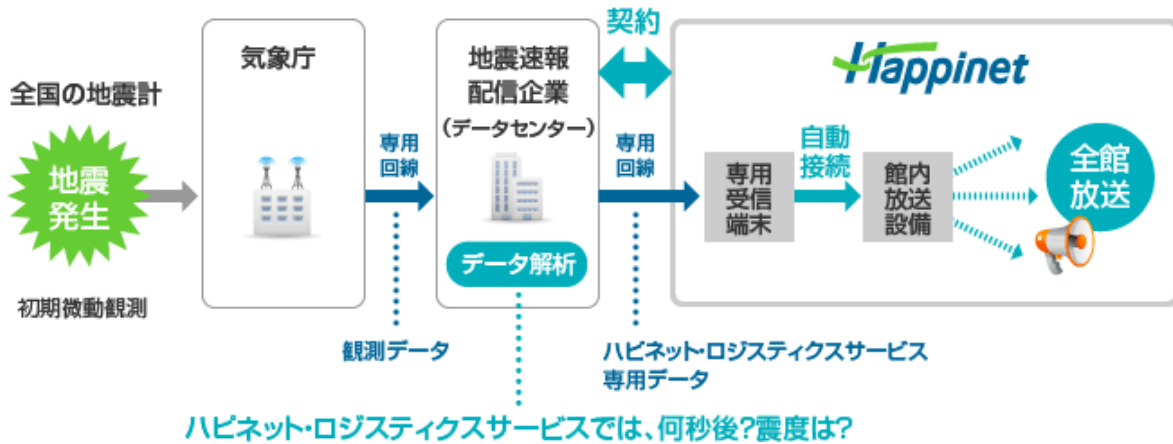 全国の地震計
地震
発生
初期微動観測
気象庁
専用
回線
観測データ
地震速報
配信企業
（データセンター）
データ解析
契約
専用
回線
ハピネット・ロジスティクスサービス
専用データ
Happinet
専用
受信
端末
自動
接続
館内
放送
設備
全館
放送
ハピネット・ロジスティクスサービスでは、何秒後?震度は?